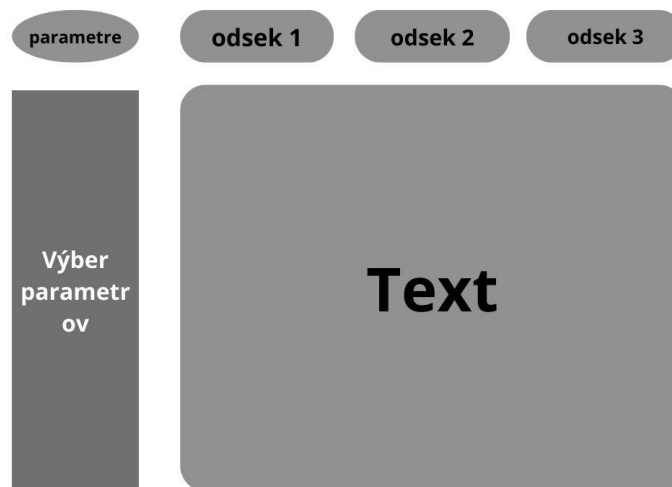 parametre
odsek 1
odsek 2
odsek 3
Výber
parametr
ov
Text